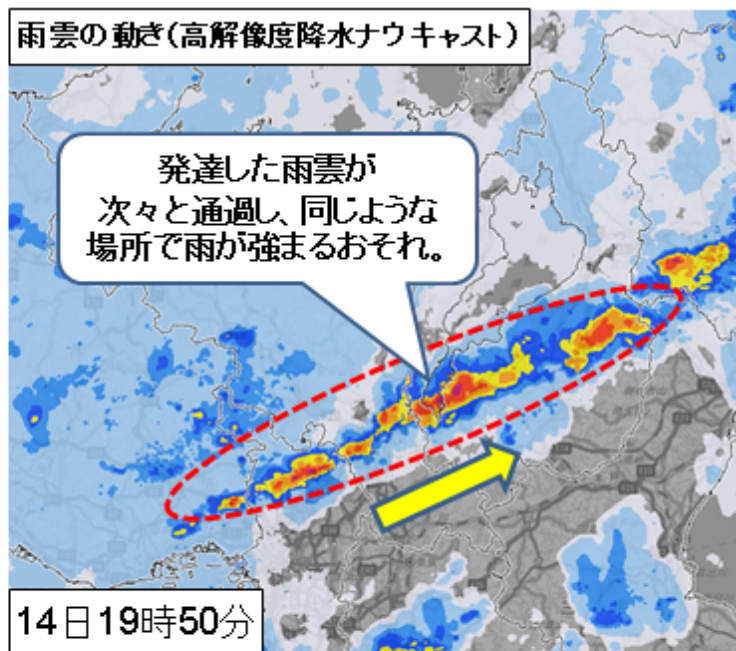 雨雲の動き(高解像度降水ナウキャスト)
発達した雨雲が
次々と通過し、同じような
場所で雨が強まるおそれ。
14日19時50分